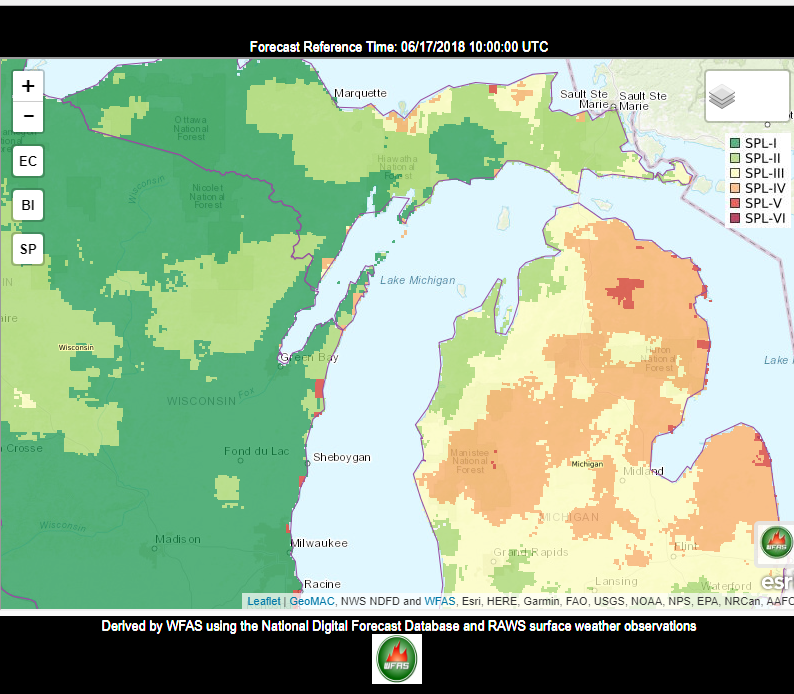 Forecast Reference Time: 06/17/2018 10:00:00 UTC
+
−
EC
BI
SP
Marquette
Sault Ste
Marie
Sault Ste
Marie
Ottawa
National
Forest
Hiawatha
National
Forest
Wisconsin
Nicolet
National
Forest
SPL-I
SPL-II
SPL-III
SPL-IV
SPL-V
SPL-VI
Lake Michigan
IN
ire
Wisconsin
Green Bay
Huron
National
Forest
Lake
WISCONSIN
Fox
a Crosse
Fond du Lac
Sheboygan
Manistee
National
Forest
Michigan
Midland
Wisconsin
Madison
Milwaukee
MICHIGAN
Grand Rapids
Flint
WFAS
esri
Racine
Lansing
Waterford
Leaflet | GeoMAC, NWS NDFD and WFAS, Esri, HERE, Garmin, FAO, USGS, NOAA, NPS, EPA, NRCan, AAFC
Derived by WFAS using the National Digital Forecast Database and RAWS surface weather observations
WFAS